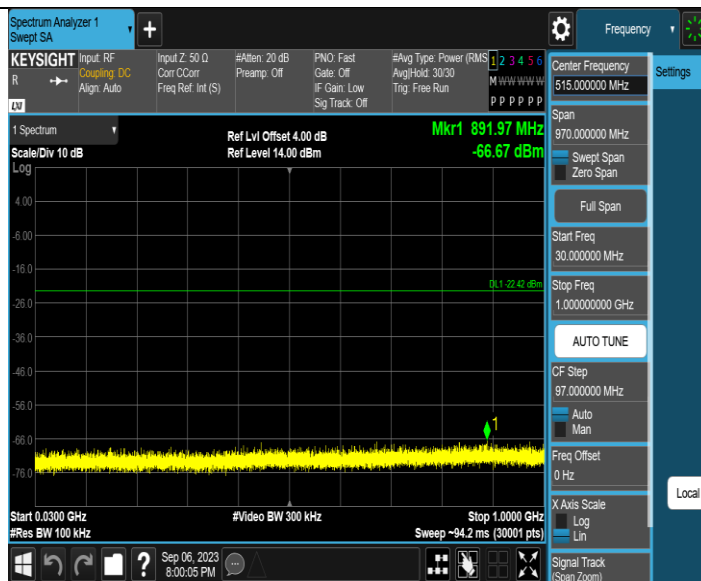 Spectrum Analyzer 1
Swept SA
+
Frequency
KEYSIGHT
R
LXI
Input: RF
Coupling: DC
Align: Auto
Input Z: 50 Ω
Corr CCorr
Freq Ref: Int (S)
#Atten: 20 dB
Preamp: Off
PNO: Fast
Gate: Off
IF Gain: Low
Sig Track: Off
#Avg Type: Power (RMS
Avg|Hold: 30/30
Trig: Free Run
1 2 3 4 5 6
M W W W W W
P P P P P P
1 Spectrum
Scale/Div 10 dB
Log
Ref Lvl Offset 4.00 dB
Ref Level 14.00 dBm
Mkr1 891.97 MHz
-66.67 dBm
4.00
-6.00
-16.0
-26.0
-36.0
-46.0
-56.0
-66.0
-76.0
DL1 -22.42 dBm
1
Start 0.0300 GHz
#Res BW 100 kHz
#Video BW 300 kHz
Stop 1.0000 GHz
Sweep ~94.2 ms (30001 pts)
?
Sep 06, 2023
8:00:05 PM
Center Frequency
515.000000 MHz
Span
970.000000 MHz
Swept Span
Zero Span
Full Span
Start Freq
30.000000 MHz
Stop Freq
1.000000000 GHz
AUTO TUNE
CF Step
97.000000 MHz
Auto
Man
Freq Offset
0 Hz
X Axis Scale
Log
Lin
Signal Track
(Span Zoom)
Settings
Local